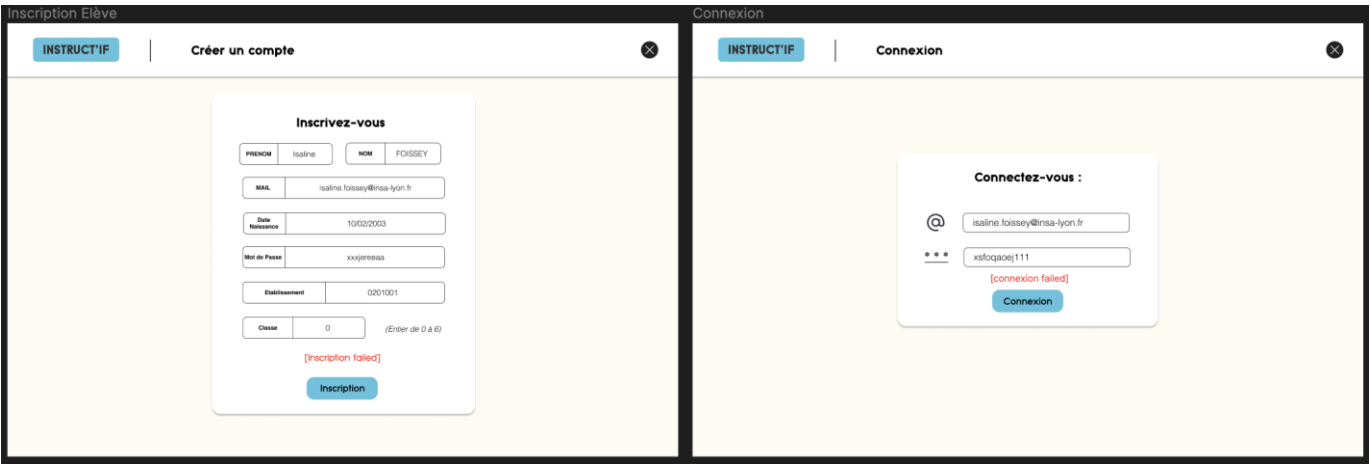 Inscription Elève
INSTRUCT'IF
Créer un compte
Inscrivez-vous
PRENOM Isaline NOM FOISSEY
MAIL isaline.foissey@insa-lyon.fr
Date Naissance 10/02/2003
Mot de Passe xxxjereeaa
Etablissement 0201001
Classe 0 (Entier de 0 à 6)
[Inscription failed]
Inscription
Connexion
INSTRUCT'IF
Connexion
Connectez-vous :
@ isaline.foissey@insa-lyon.fr
*** xsfoqaoej111
[connexion failed]
Connexion